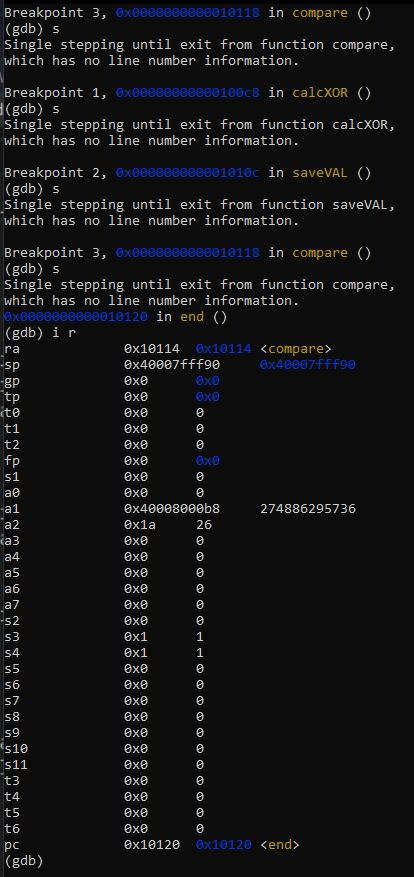 Breakpoint 3, 0x0000000000010118 in compare ()
(gdb) s
Single stepping until exit from function compare,
which has no line number information.

Breakpoint 1, 0x00000000000100c8 in calcXOR ()
(gdb) s
Single stepping until exit from function calcXOR,
which has no line number information.

Breakpoint 2, 0x000000000001010c in saveVAL ()
(gdb) s
Single stepping until exit from function saveVAL,
which has no line number information.

Breakpoint 3, 0x0000000000010118 in compare ()
(gdb) s
Single stepping until exit from function compare,
which has no line number information.
0x0000000000010120 in end ()
(gdb) i r
ra 0x10114 0x10114 <compare>
sp 0x40007fff90 0x40007fff90
gp 0x0 0x0
tp 0x0 0x0
t0 0x0 0
t1 0x0 0
t2 0x0 0
fp 0x0 0x0
s1 0x0 0
a0 0x0 0
a1 0x40008000b8 274886295736
a2 0x1a 26
a3 0x0 0
a4 0x0 0
a5 0x0 0
a6 0x0 0
a7 0x0 0
s2 0x0 0
s3 0x1 1
s4 0x1 1
s5 0x0 0
s6 0x0 0
s7 0x0 0
s8 0x0 0
s9 0x0 0
s10 0x0 0
s11 0x0 0
t3 0x0 0
t4 0x0 0
t5 0x0 0
t6 0x0 0
pc 0x10120 0x10120 <end>
(gdb)